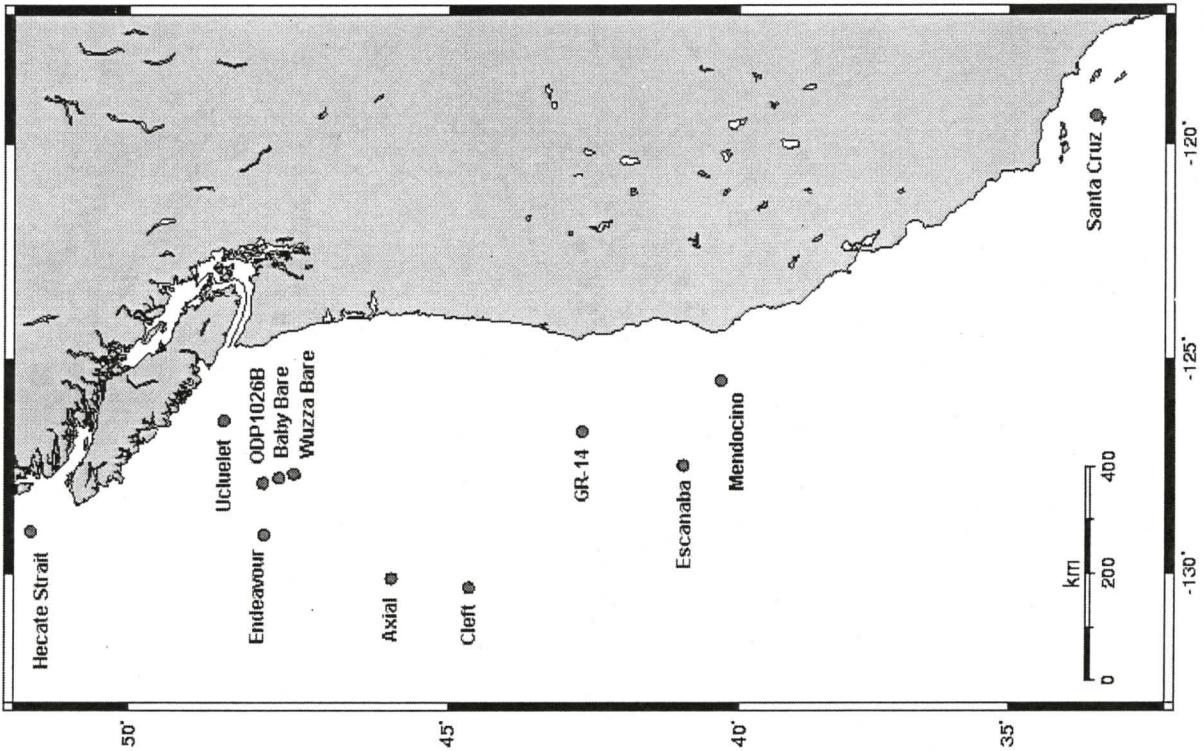 Hecate Strait
Ucluelet
ODP1026B
Baby Bare
Wuzza Bare
Endeavour
Axial
Cleft
GR-14
Escanaba
Mendocino
Santa Cruz
km
0 200 400
50°
45°
40°
35°
-130°
-125°
-120°